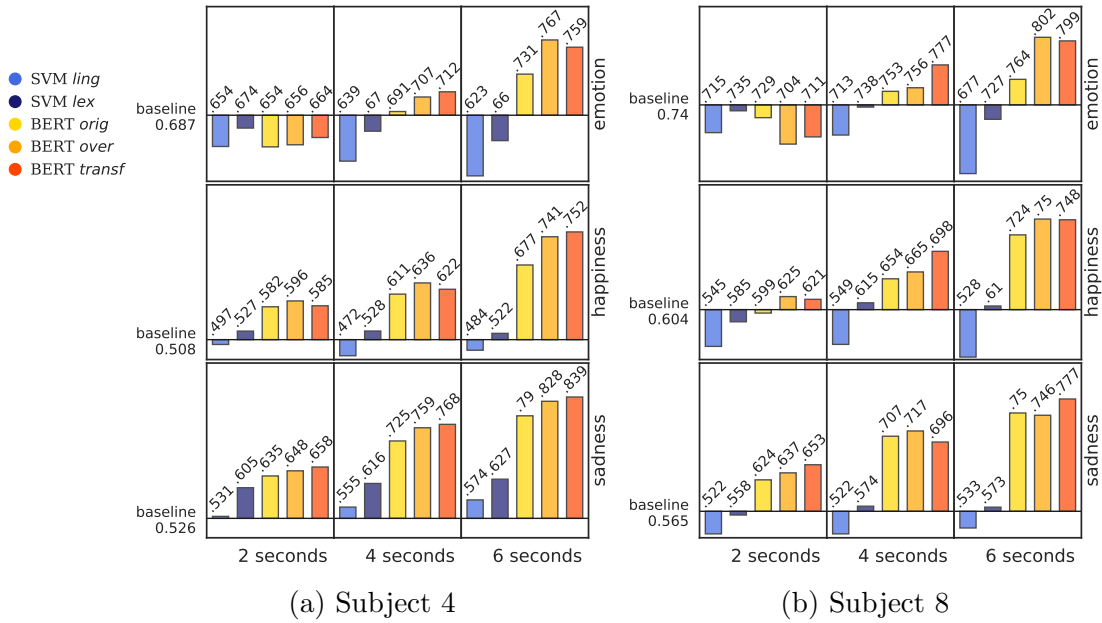 SVM ling
SVM lex
BERT orig
BERT over
BERT transf
baseline
0.687
.654 .674 .654 .656 .664
.639 .67 .691 .707 .712
.623 .66 .731 .767 .759
emotion
baseline
0.508
.497 .527 .582 .596 .585
.472 .528 .611 .636 .622
.484 .522 .677 .741 .752
happiness
baseline
0.526
.531 .605 .635 .648 .658
.555 .616 .725 .759 .768
.574 .627 .79 .828 .839
sadness
2 seconds 4 seconds 6 seconds
(a) Subject 4
baseline
0.74
.715 .735 .729 .704 .711
.713 .738 .753 .756 .777
.677 .727 .764 .802 .799
emotion
baseline
0.604
.545 .585 .599 .625 .621
.549 .615 .654 .665 .698
.528 .61 .724 .75 .748
happiness
baseline
0.565
.522 .558 .624 .637 .653
.522 .574 .707 .717 .696
.533 .573 .75 .746 .777
sadness
2 seconds 4 seconds 6 seconds
(b) Subject 8